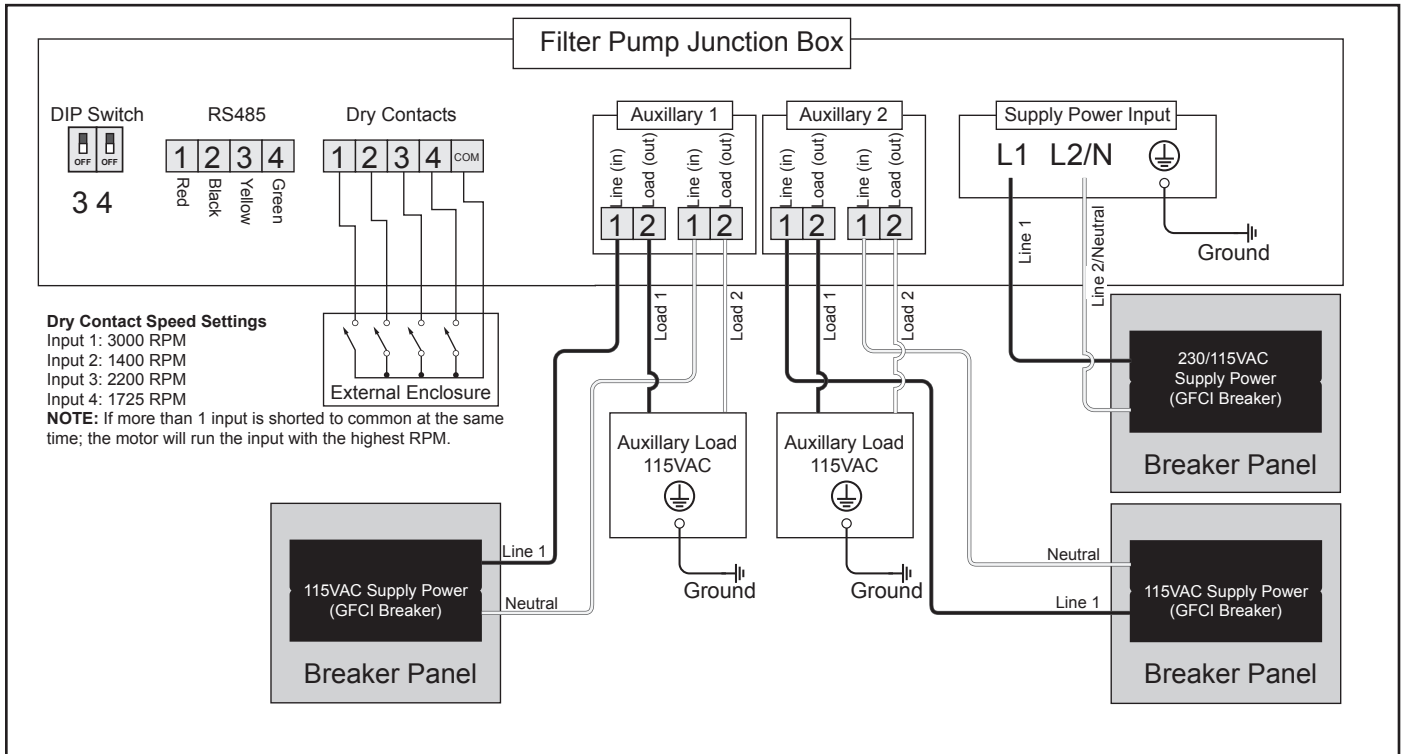 Filter Pump Junction Box
DIP Switch
OFF OFF
3 4
RS485
1 2 3 4
Red
Black
Yellow
Green
Dry Contacts
1 2 3 4 COM
Auxillary 1
Line (in)
Load (out)
Line (in)
Load (out)
1 2 1 2
Auxillary 2
Line (in)
Load (out)
Line (in)
Load (out)
1 2 1 2
Supply Power Input
L1 L2/N
Line 1
Line 2/Neutral
Ground
Dry Contact Speed Settings
Input 1: 3000 RPM
Input 2: 1400 RPM
Input 3: 2200 RPM
Input 4: 1725 RPM
NOTE: If more than 1 input is shorted to common at the same
time; the motor will run the input with the highest RPM.
External Enclosure
Load 1
Load 2
Load 1
Load 2
Auxillary Load
115VAC
Ground
Auxillary Load
115VAC
Ground
230/115VAC
Supply Power
(GFCI Breaker)
Breaker Panel
Line 1
Neutral
115VAC Supply Power
(GFCI Breaker)
Breaker Panel
Neutral
Line 1
115VAC Supply Power
(GFCI Breaker)
Breaker Panel